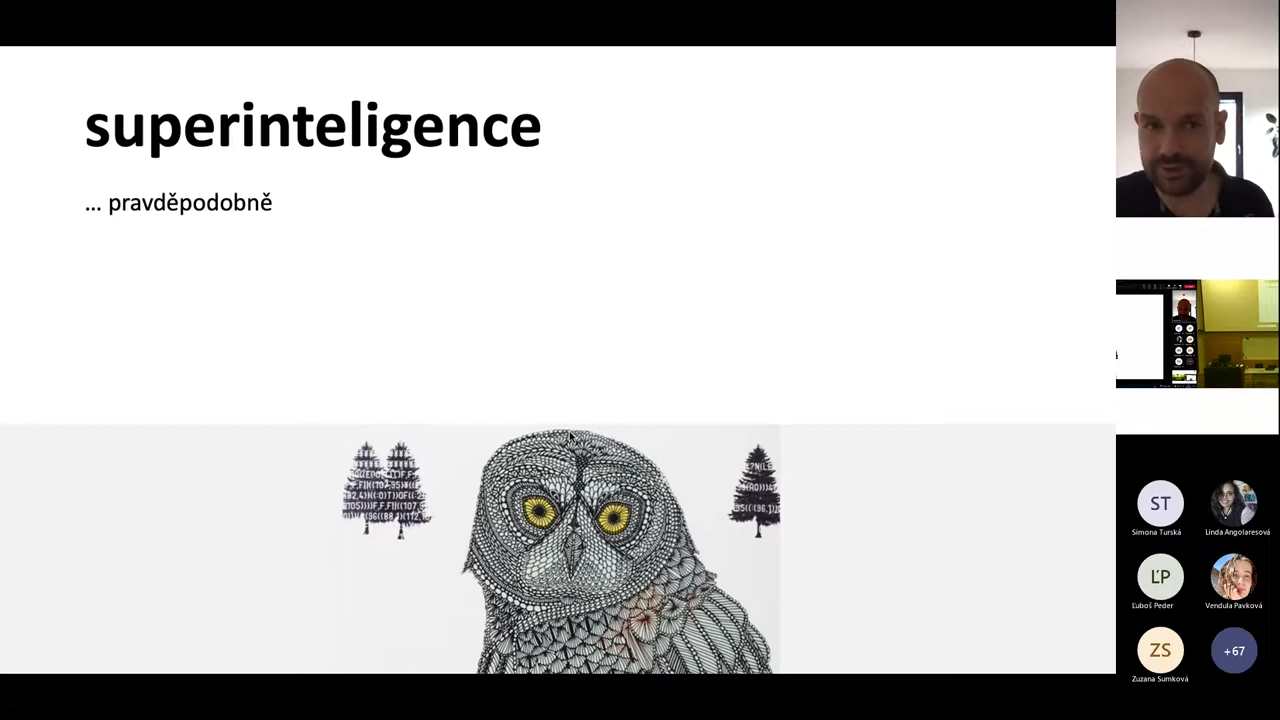 superinteligence
... pravděpodobně
ST
Simona Turská
Linda Angolaresová
ĽP
Ľuboš Peder
Vendula Pavková
ZS
Zuzana Sumková
+67